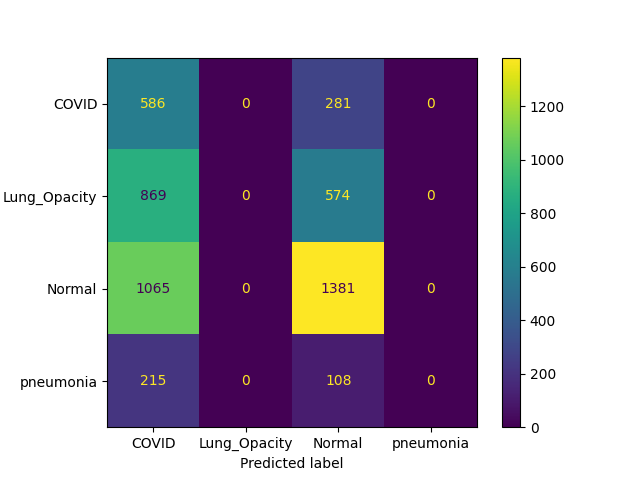 COVID 586 0 281 0
Lung_Opacity 869 0 574 0
Normal 1065 0 1381 0
pneumonia 215 0 108 0
COVID Lung_Opacity Normal pneumonia
Predicted label
1200
1000
800
600
400
200
0